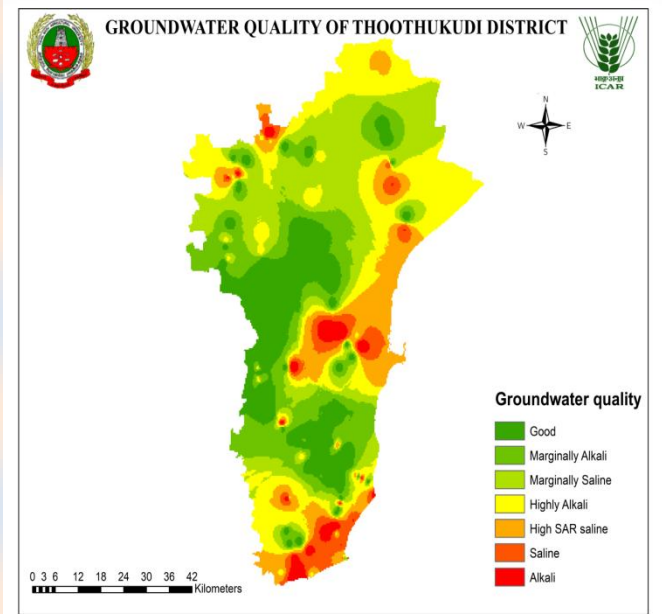 GROUNDWATER QUALITY OF THOOTHUKUDI DISTRICT
ICAR
N
W E
S
Groundwater quality
Good
Marginally Alkali
Marginally Saline
Highly Alkali
High SAR saline
Saline
Alkali
0 3 6 12 18 24 30 36 42
Kilometers